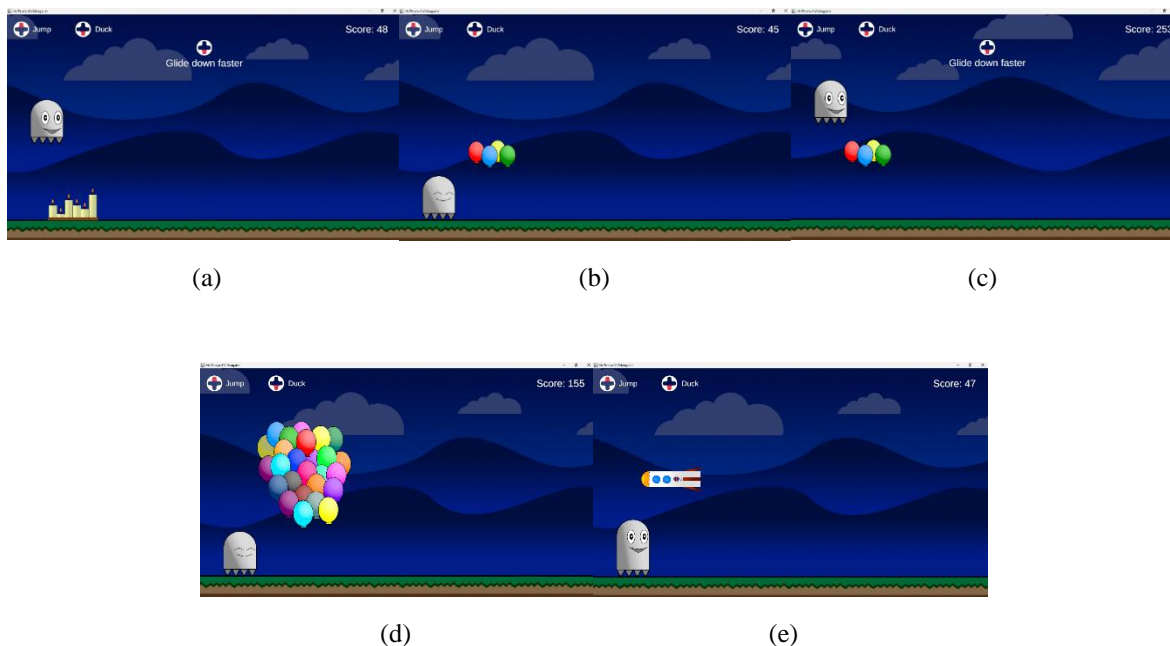 Jump Duck Score: 48
Glide down faster
Jump Duck Score: 45
Jump Duck Score: 253
Glide down faster
(a) (b) (c)
Jump Duck Score: 155
Jump Duck Score: 47
(d) (e)